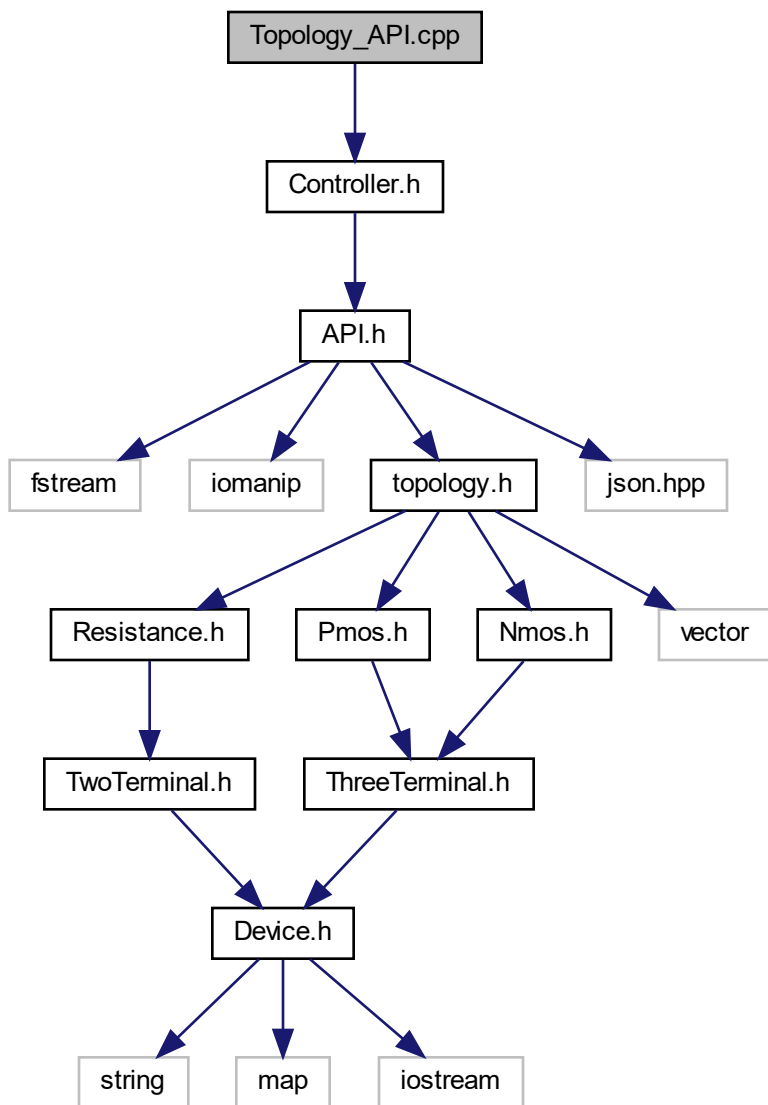 Topology_API.cpp
Controller.h
API.h
fstream
iomanip
topology.h
json.hpp
Resistance.h
Pmos.h
Nmos.h
vector
TwoTerminal.h
ThreeTerminal.h
Device.h
string
map
iostream